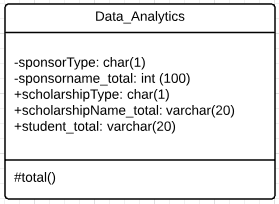 Data_Analytics
-sponsorType: char(1)
-sponsorname_total: int (100)
+scholarshipType: char(1)
+scholarshipName_total: varchar(20)
+student_total: varchar(20)
#total()